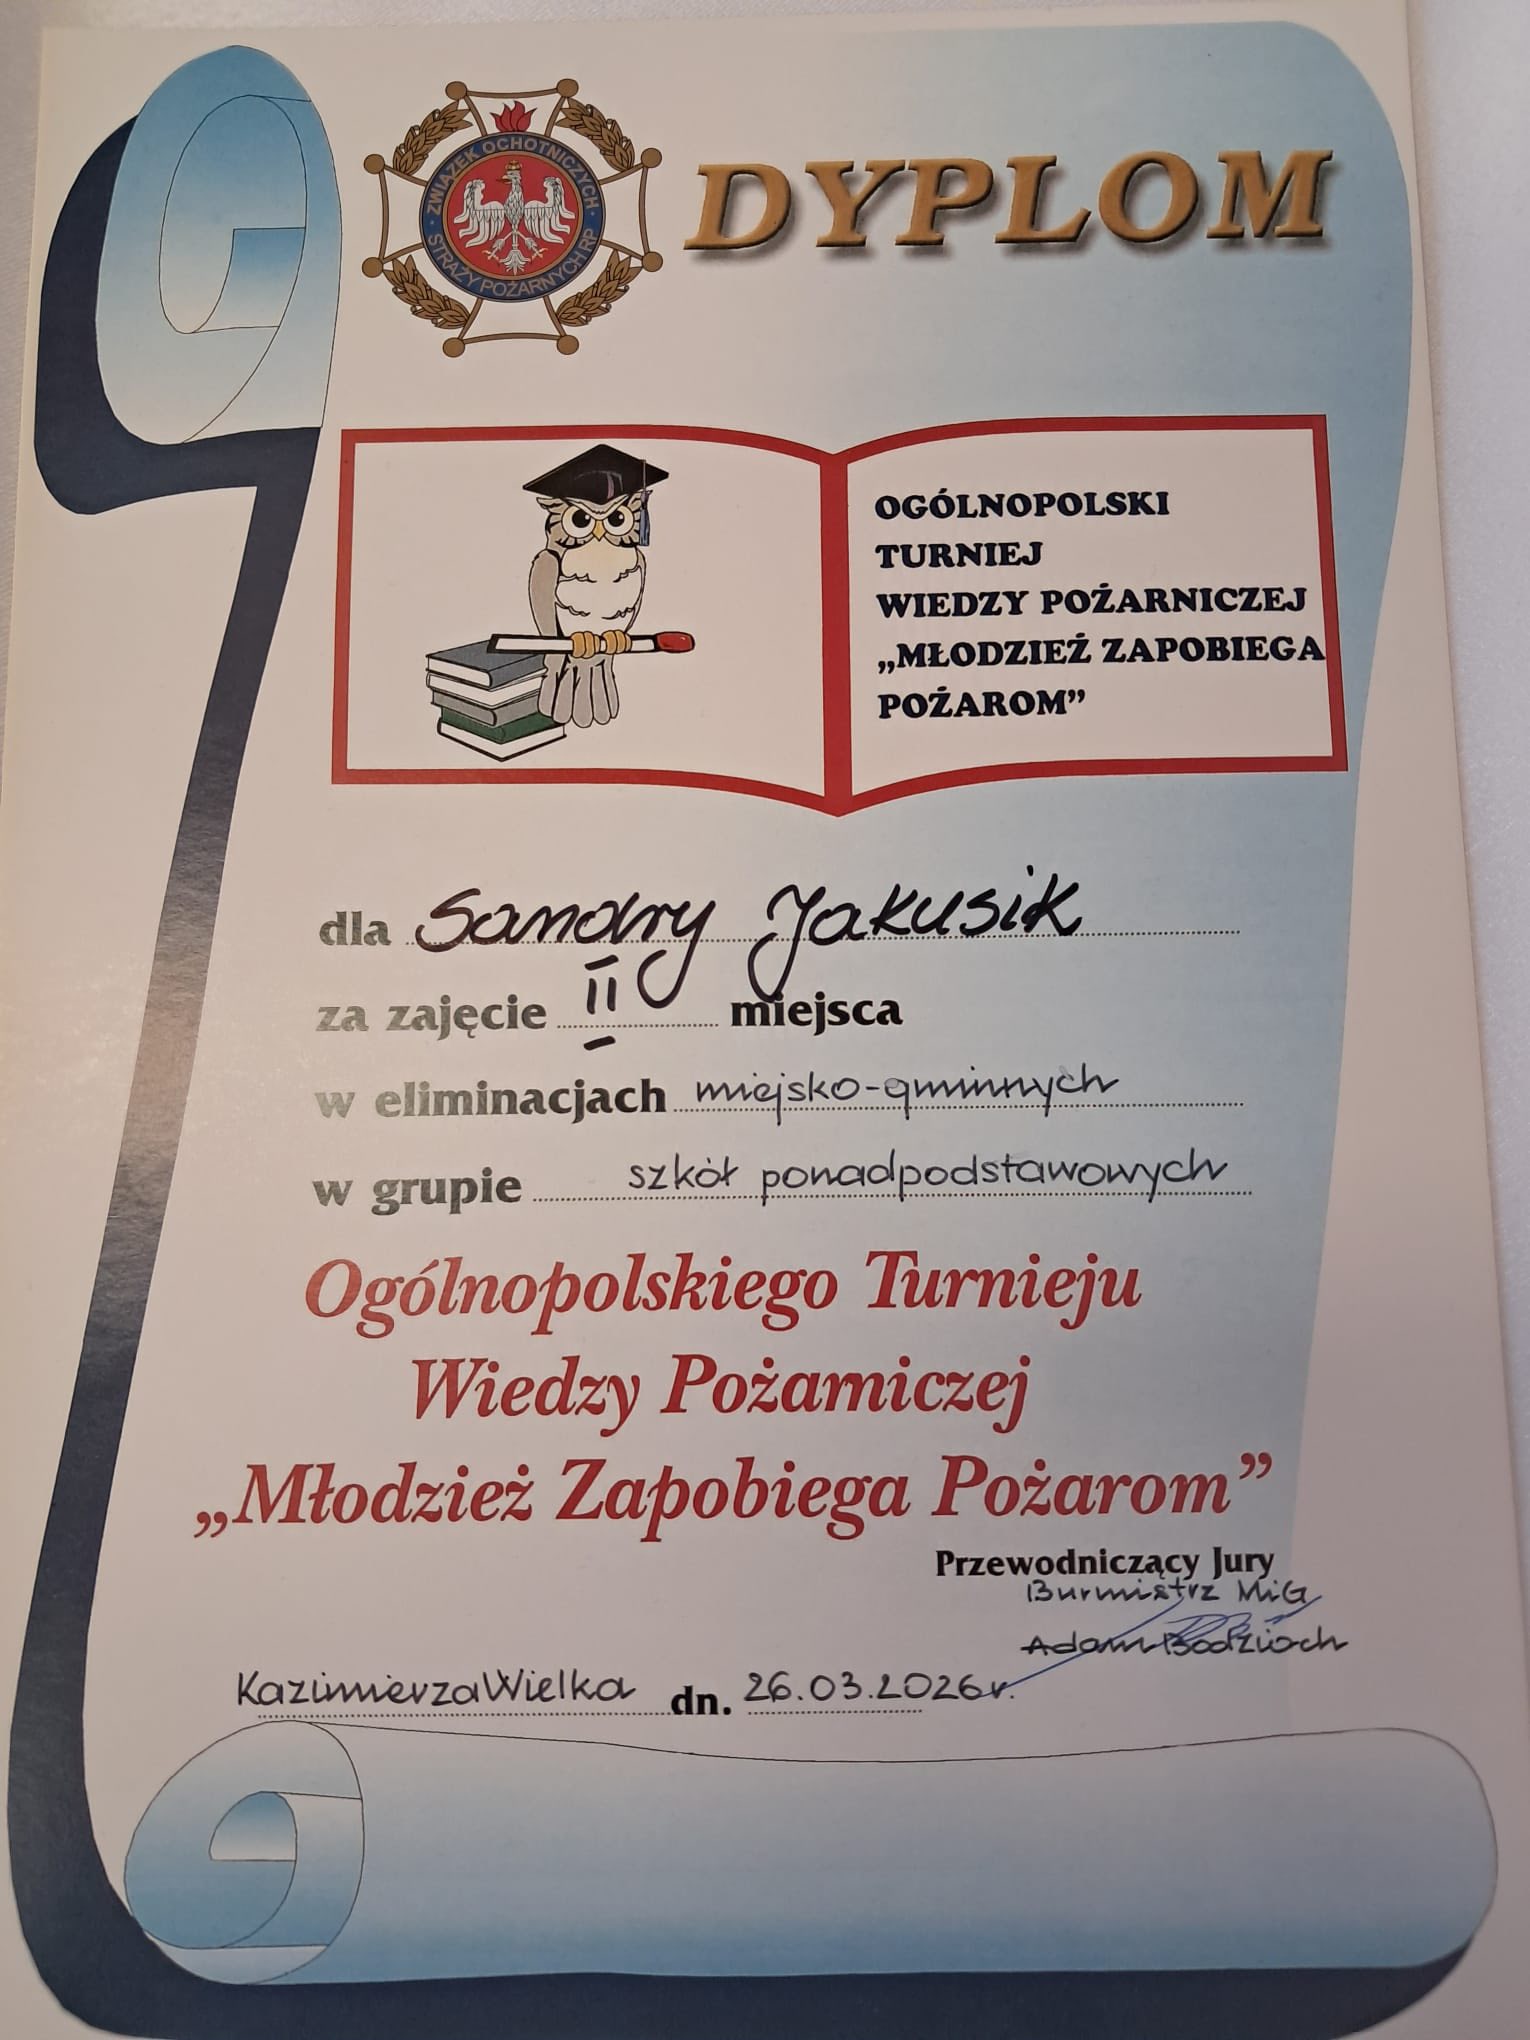 ZWIĄZEK OCHOTNICZYCH
STRAŻY POŻARNYCH RP
DYPLOM
OGÓLNOPOLSKI
TURNIEJ
WIEDZY POŻARNICZEJ
„MŁODZIEŻ ZAPOBIEGA
POŻAROM”
dla Sandry Jakusik
za zajęcie II miejsca
w eliminacjach miejsko-gminnych
w grupie szkół ponadpodstawowych
Ogólnopolskiego Turnieju
Wiedzy Pożarniczej
„Młodzież Zapobiega Pożarom”
Przewodniczący Jury
Burmistrz MiG
Adam Bodzioch
Kazimierza Wielka dn. 26.03.2026r.